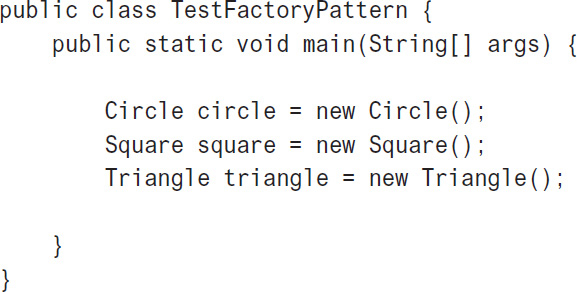 public class TestFactoryPattern {
    public static void main(String[] args) {

        Circle circle = new Circle();
        Square square = new Square();
        Triangle triangle = new Triangle();

    }
}